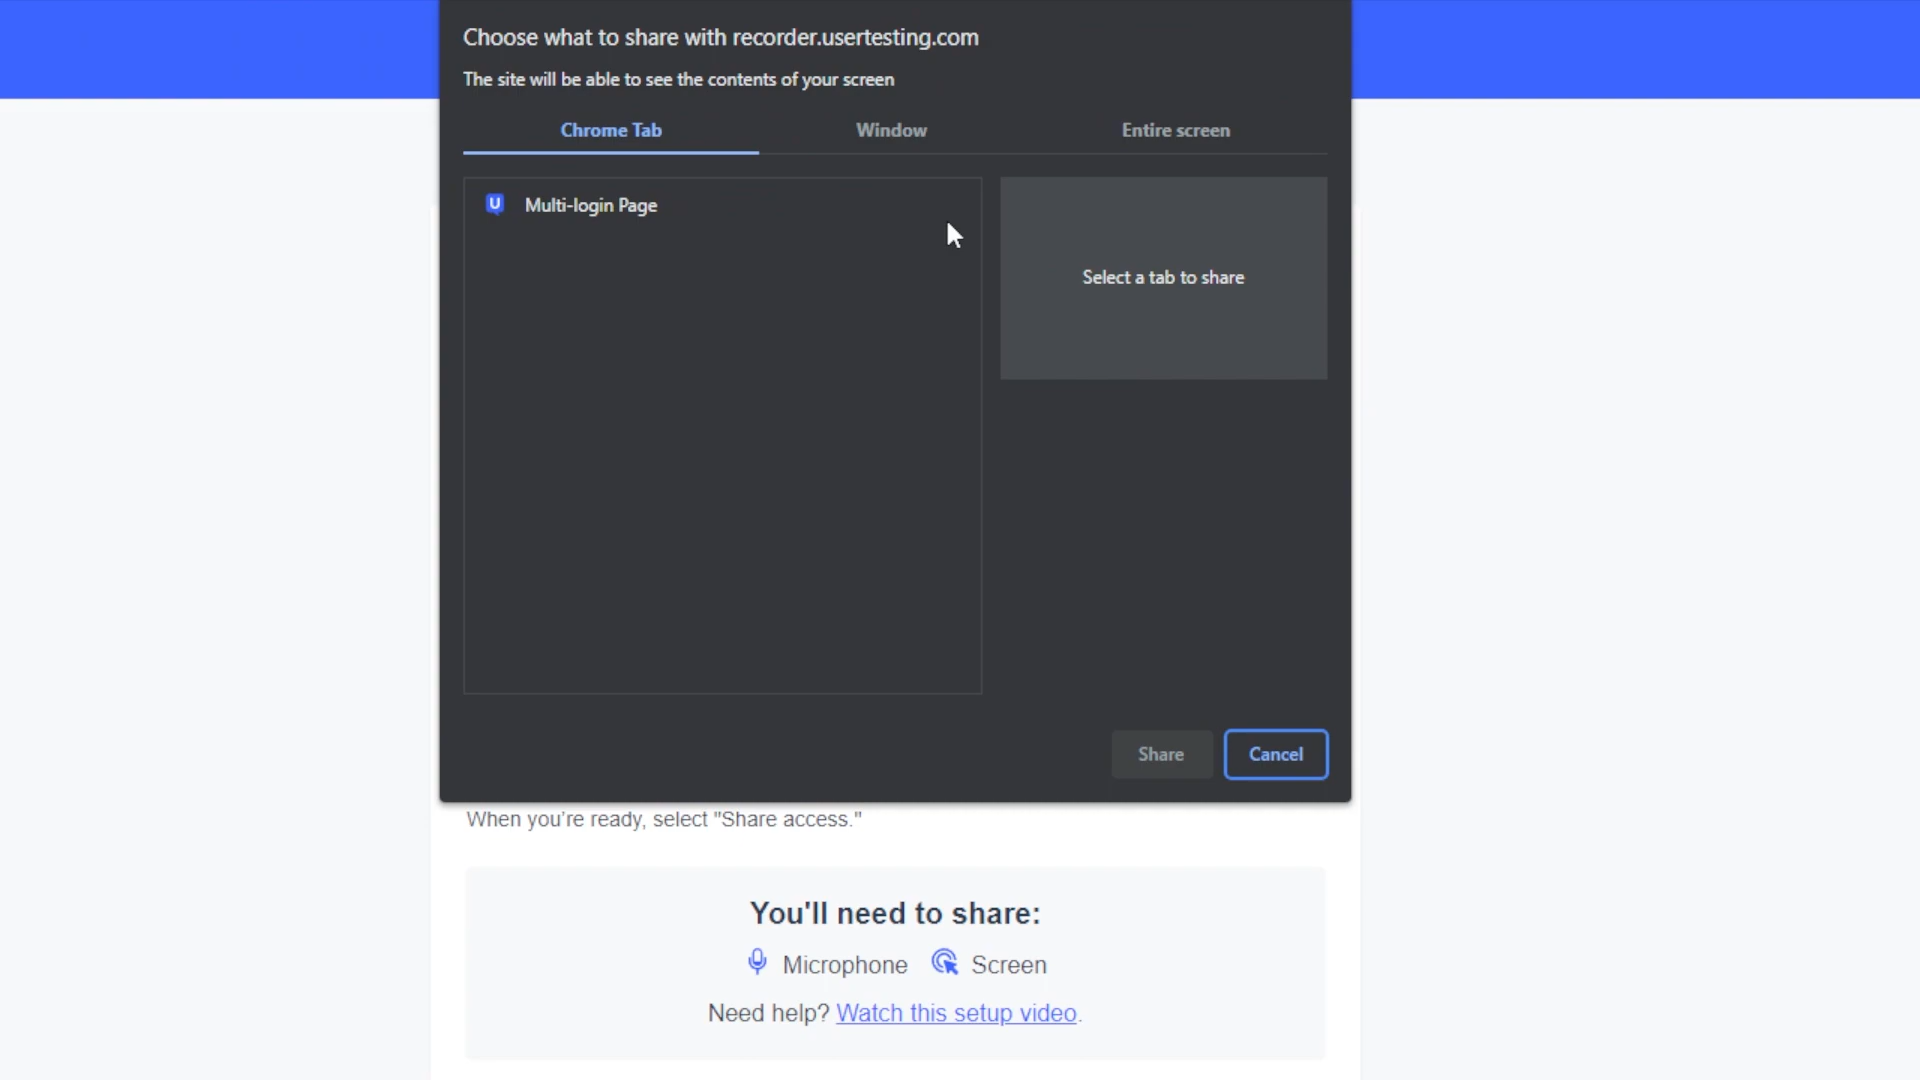 Choose what to share with recorder.usertesting.com
The site will be able to see the contents of your screen
Chrome Tab Window Entire screen
U Multi-login Page
Select a tab to share
Share Cancel
When you're ready, select "Share access."
You'll need to share:
Microphone Screen
Need help? Watch this setup video.